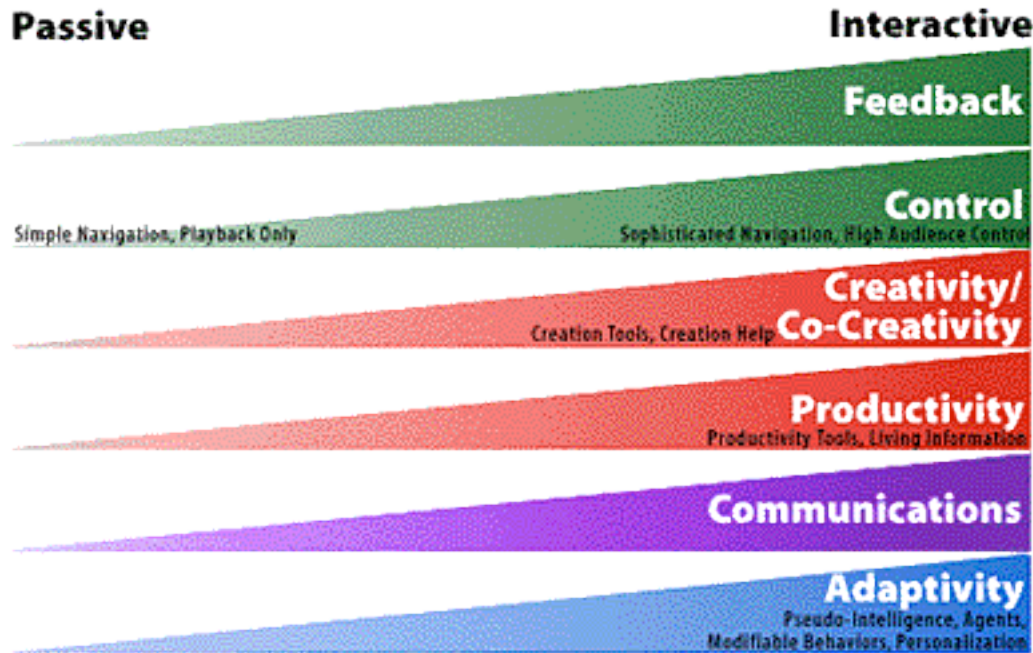 Passive
Interactive
Feedback
Control
Simple Navigation, Playback Only
Sophisticated Navigation, High Audience Control
Creativity/
Co-Creativity
Creation Tools, Creation Help
Productivity
Productivity Tools, Living Information
Communications
Adaptivity
Pseudo-Intelligence, Agents,
Modifiable Behaviors, Personalization